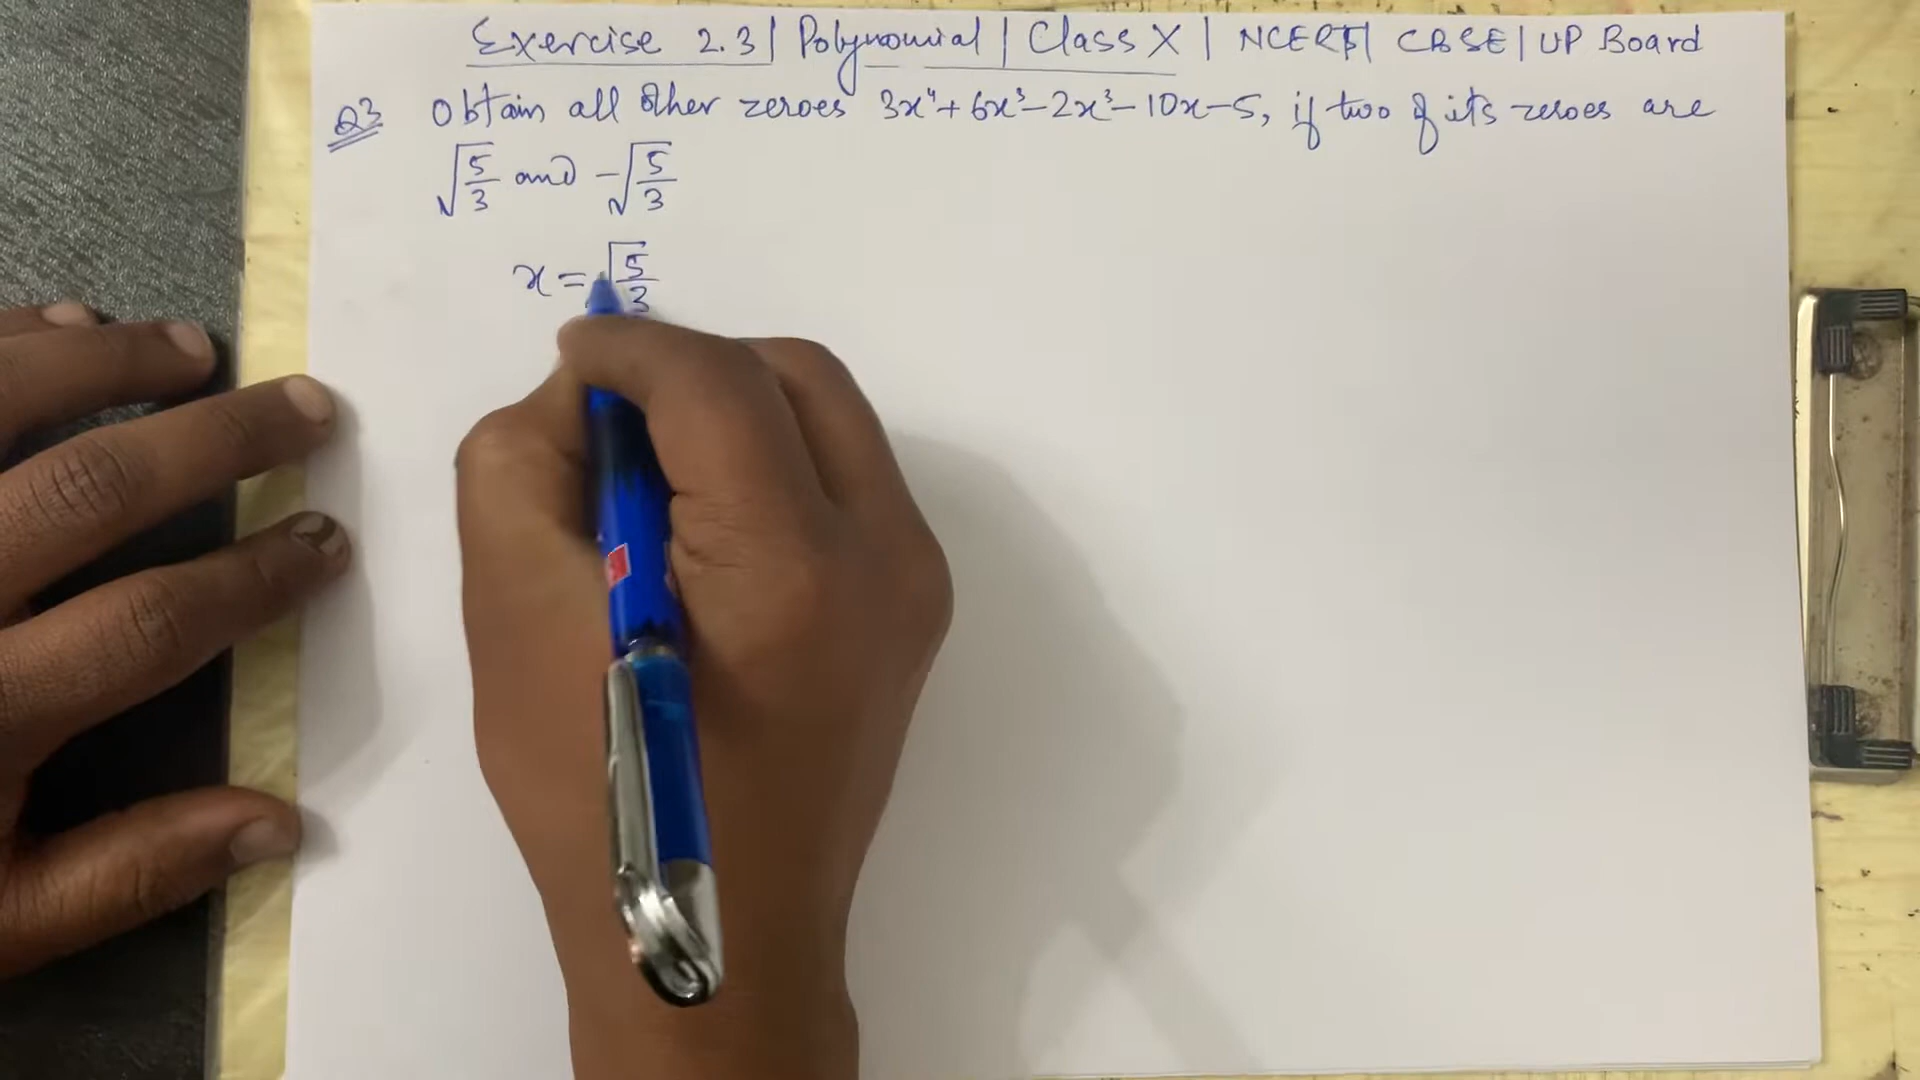 Exercise 2.3 | Polynomial | Class X | NCERT | CBSE | UP Board
Q3 Obtain all other zeroes 3x⁴+6x³-2x³-10x-5, if two of its zeroes are
√5/3 and -√5/3
x = √5/3